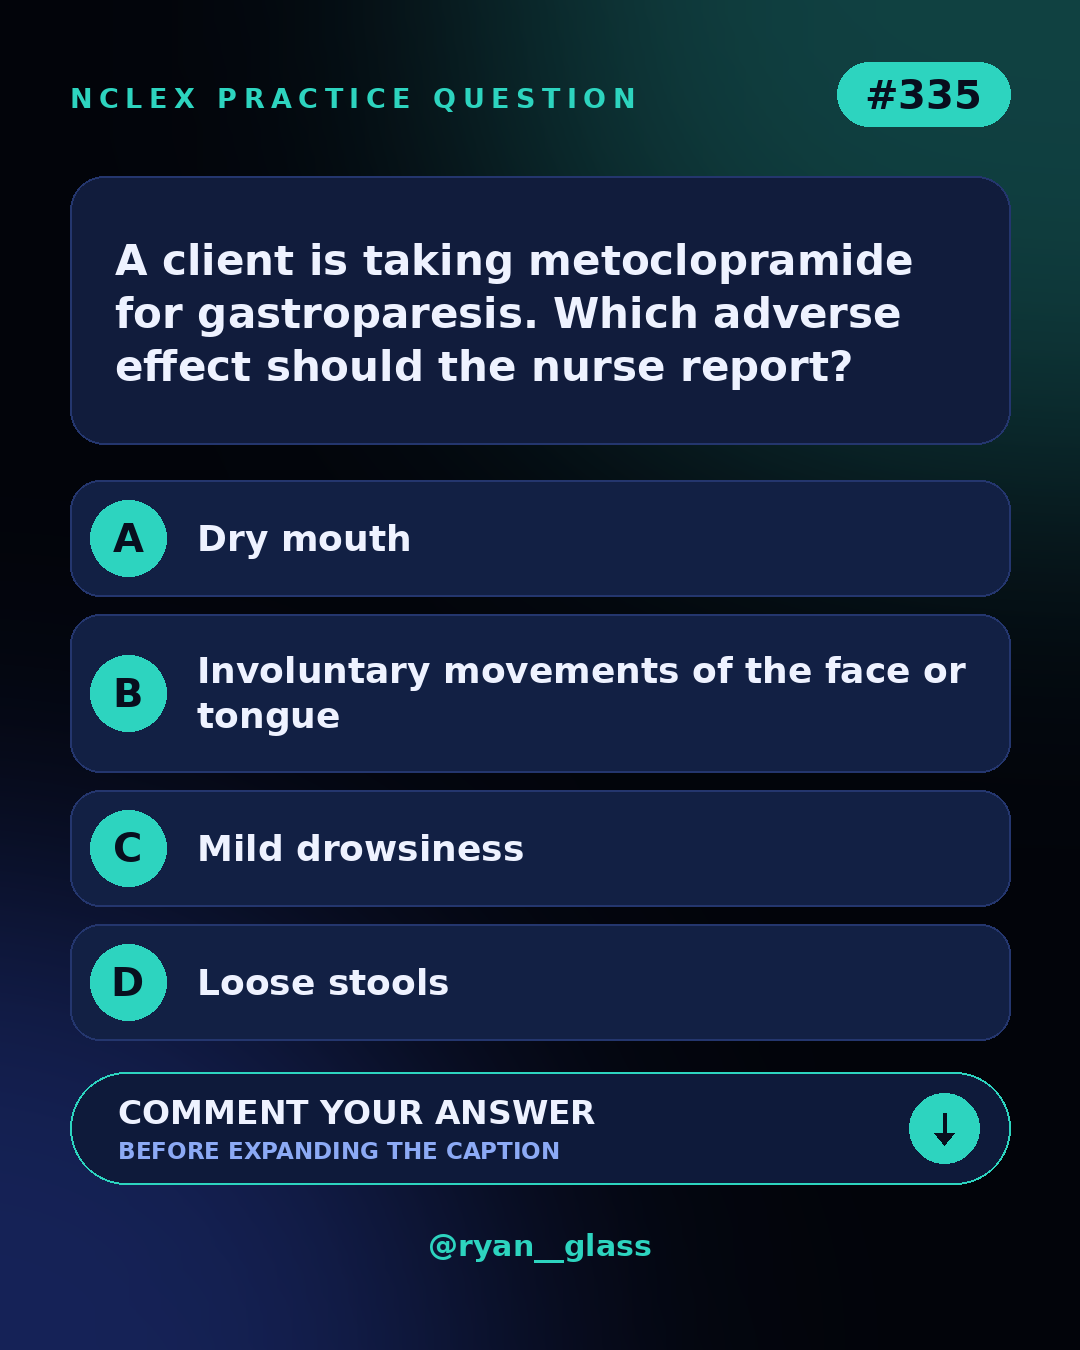 NCLEX PRACTICE QUESTION
#335
A client is taking metoclopramide
for gastroparesis. Which adverse
effect should the nurse report?
A
Dry mouth
B
Involuntary movements of the face or
tongue
C
Mild drowsiness
D
Loose stools
COMMENT YOUR ANSWER
BEFORE EXPANDING THE CAPTION
@ryan__glass